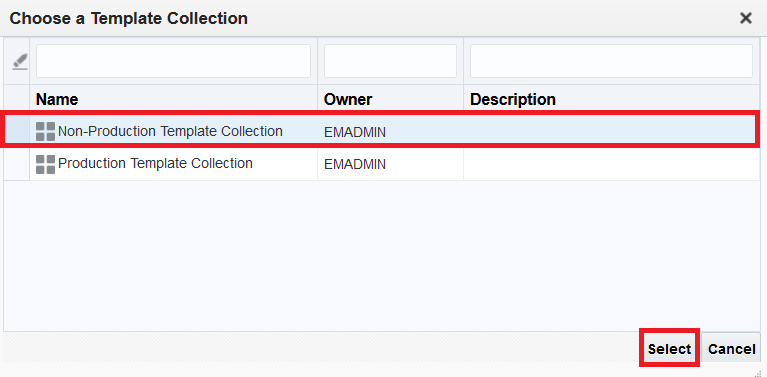 Choose a Template Collection
Name Owner Description
Non-Production Template Collection EMADMIN
Production Template Collection EMADMIN
Select Cancel